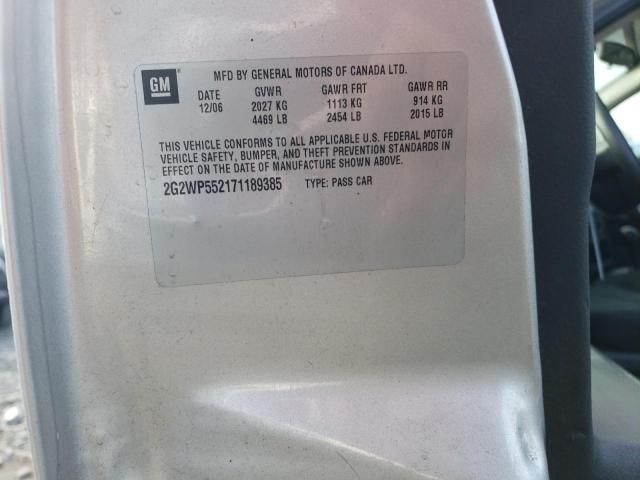 GM
MFD BY GENERAL MOTORS OF CANADA LTD.
DATE GVWR GAWR FRT GAWR RR
12/06 2027 KG 1113 KG 914 KG
4469 LB 2454 LB 2015 LB
THIS VEHICLE CONFORMS TO ALL APPLICABLE U.S. FEDERAL MOTOR
VEHICLE SAFETY, BUMPER, AND THEFT PREVENTION STANDARDS IN
EFFECT ON THE DATE OF MANUFACTURE SHOWN ABOVE.
2G2WP552171189385 TYPE: PASS CAR